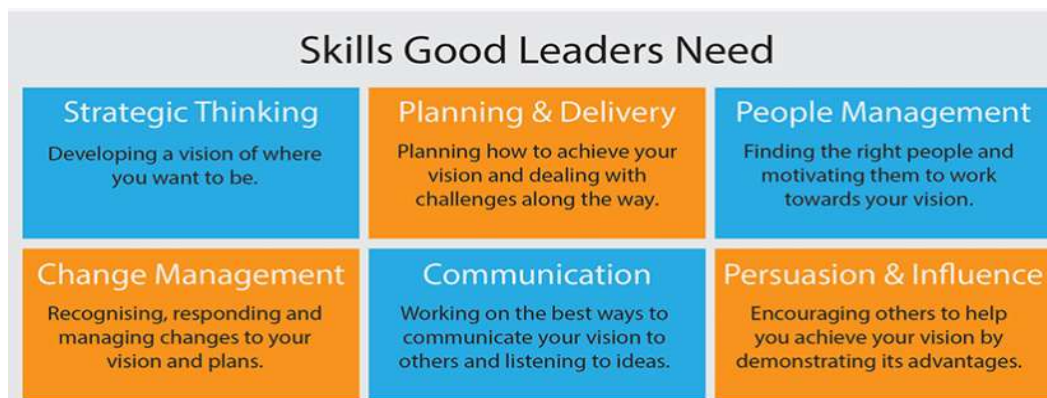 Skills Good Leaders Need
Strategic Thinking
Developing a vision of where
you want to be.
Planning & Delivery
Planning how to achieve your
vision and dealing with
challenges along the way.
People Management
Finding the right people and
motivating them to work
towards your vision.
Change Management
Recognising, responding and
managing changes to your
vision and plans.
Communication
Working on the best ways to
communicate your vision to
others and listening to ideas.
Persuasion & Influence
Encouraging others to help
you achieve your vision by
demonstrating its advantages.